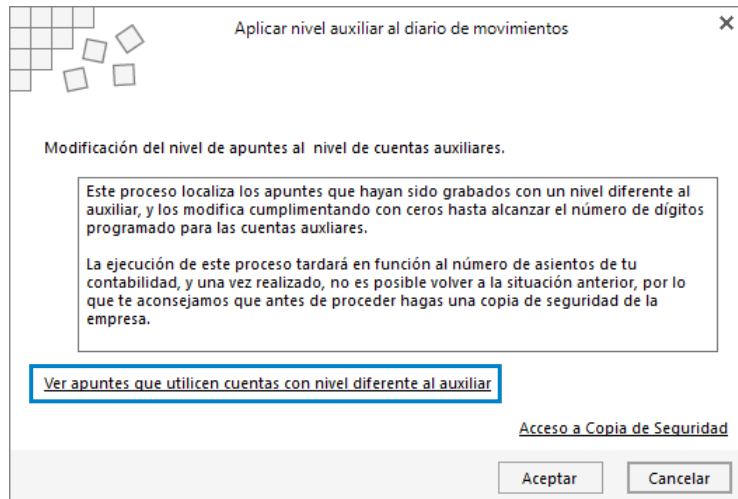 Aplicar nivel auxiliar al diario de movimientos
Modificación del nivel de apuntes al nivel de cuentas auxiliares.
Este proceso localiza los apuntes que hayan sido grabados con un nivel diferente al
auxiliar, y los modifica cumplimentando con ceros hasta alcanzar el número de dígitos
programado para las cuentas auxliares.
La ejecución de este proceso tardará en función al número de asientos de tu
contabilidad, y una vez realizado, no es posible volver a la situación anterior, por lo
que te aconsejamos que antes de proceder hagas una copia de seguridad de la
empresa.
Ver apuntes que utilicen cuentas con nivel diferente al auxiliar
Acceso a Copia de Seguridad
Aceptar
Cancelar